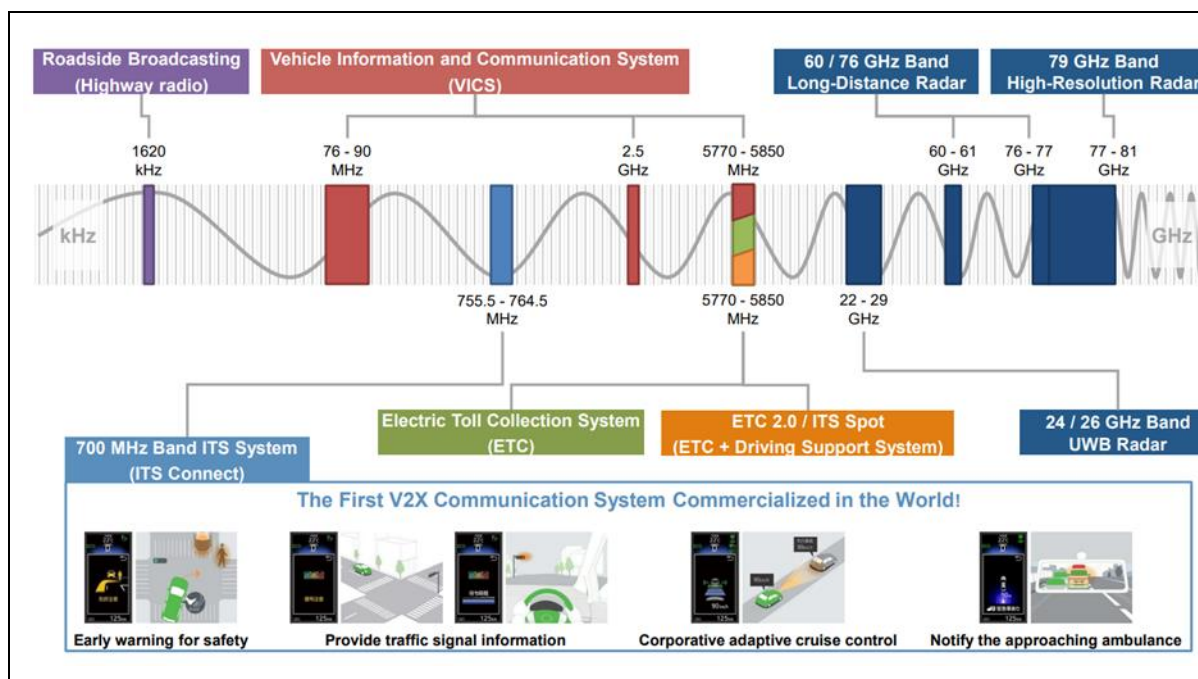 Roadside Broadcasting
(Highway radio)
Vehicle Information and Communication System
(VICS)
60 / 76 GHz Band
Long-Distance Radar
79 GHz Band
High-Resolution Radar
1620
kHz
76 - 90
MHz
2.5
GHz
5770 - 5850
MHz
60 - 61
GHz
76 - 77
GHz
77 - 81
GHz
kHz
GHz
755.5 - 764.5
MHz
5770 - 5850
MHz
22 - 29
GHz
700 MHz Band ITS System
(ITS Connect)
Electric Toll Collection System
(ETC)
ETC 2.0 / ITS Spot
(ETC + Driving Support System)
24 / 26 GHz Band
UWB Radar
The First V2X Communication System Commercialized in the World!
Early warning for safety
Provide traffic signal information
Corporative adaptive cruise control
Notify the approaching ambulance